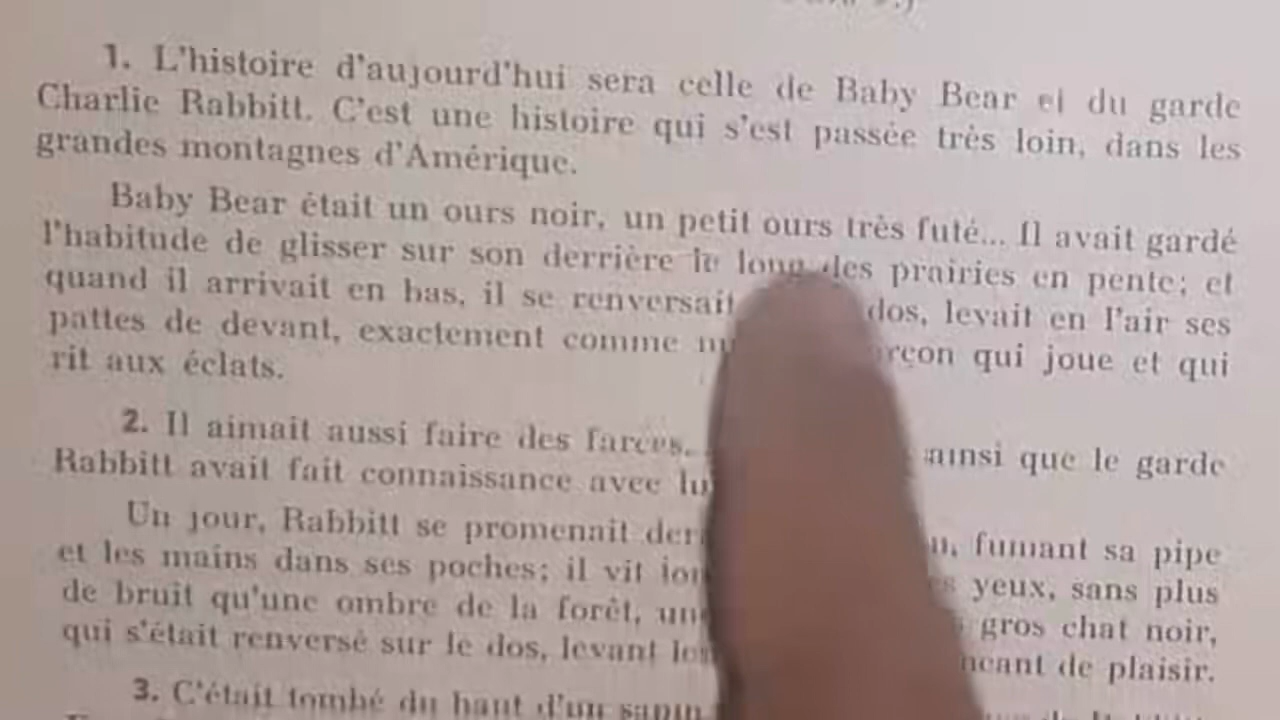 1. L'histoire d'aujourd'hui sera celle de Baby Bear et du garde
Charlie Rabbitt. C'est une histoire qui s'est passée très loin, dans les
grandes montagnes d'Amérique.
Baby Bear était un ours noir, un petit ours très futé... Il avait gardé
l'habitude de glisser sur son derrière le long des prairies en pente; et
quand il arrivait en bas, il se renversait dos, levait en l'air ses
pattes de devant, exactement comme qui joue et qui
rit aux éclats.
2. Il aimait aussi faire des farces. ainsi que le garde
Rabbitt avait fait connaissance avec
Un jour, Rabbitt se promenait fumant sa pipe
et les mains dans ses poches; il vit yeux, sans plus
de bruit qu'une ombre de la forêt, gros chat noir,
qui s'était renversé sur le dos, levant de plaisir.
3. C'était tombé du haut d'un sapin